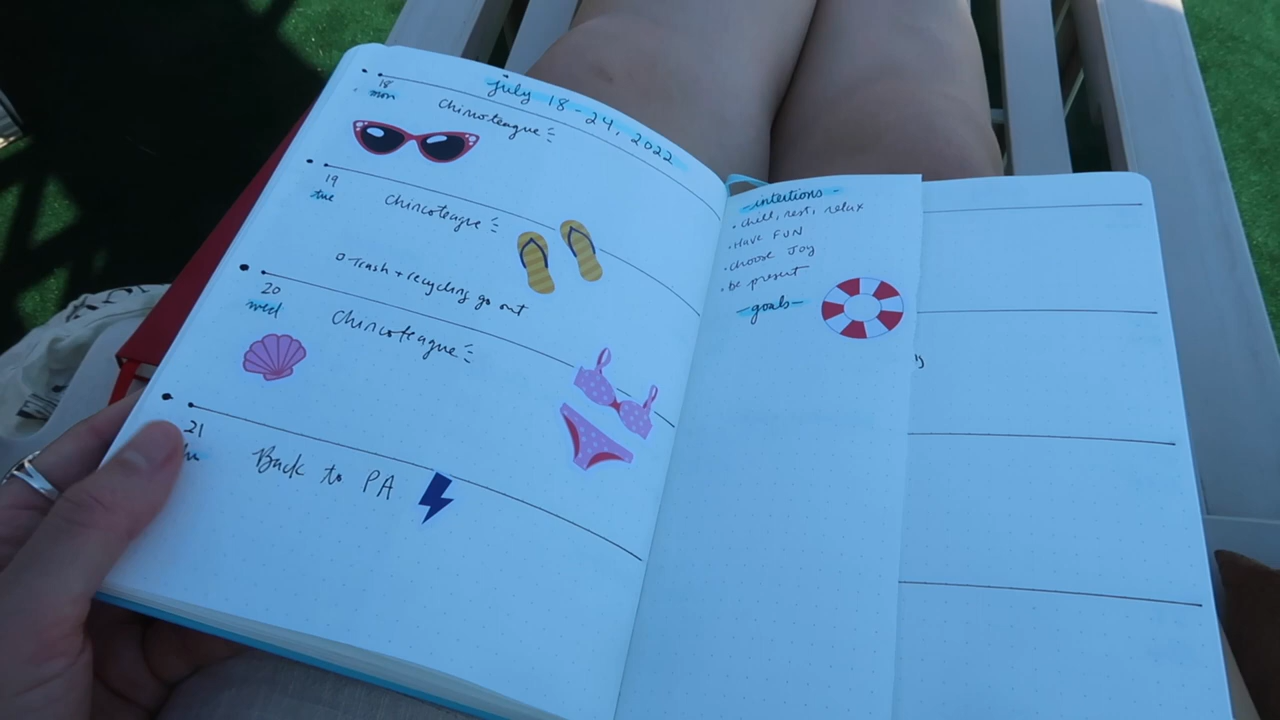 july 18-24, 2022
18
mon
Chincoteague
19
tue
Chincoteague
Trash + recycling go out
20
wed
Chincoteague
21
Back to PA
-intentions-
• chill, rest, relax
• Have FUN
• choose Joy
• be present
-goals-